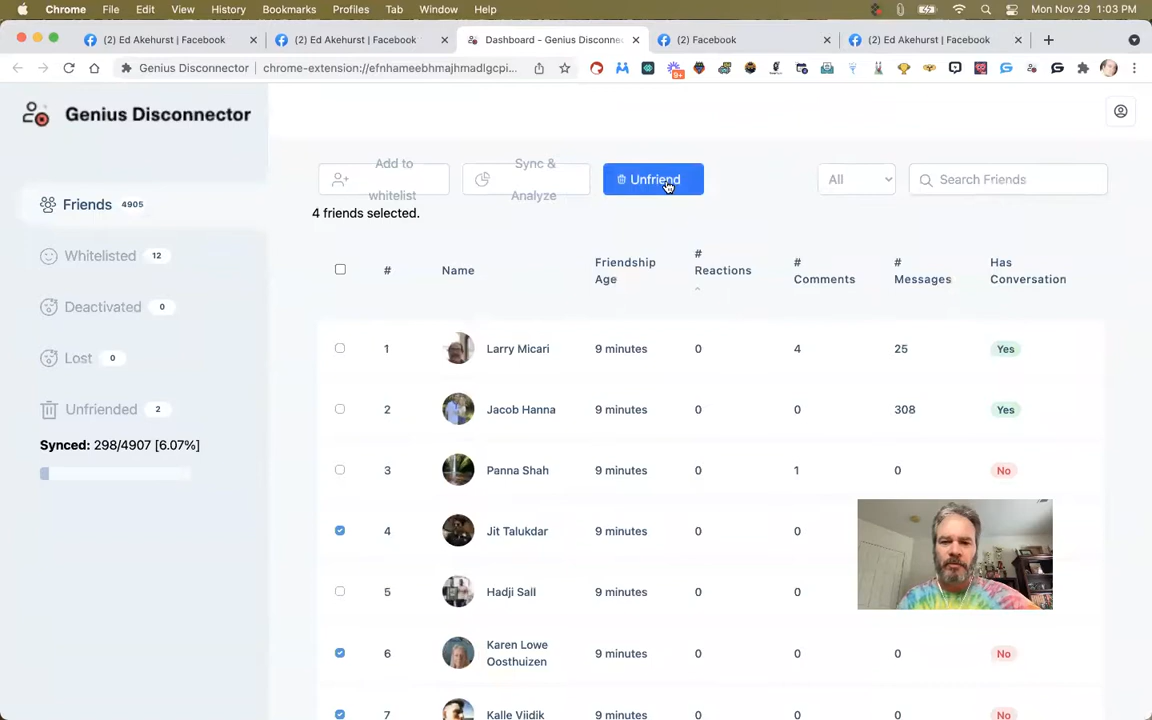 Chrome File Edit View History Bookmarks Profiles Tab Window Help Mon Nov 29 1:03 PM
(2) Ed Akehurst | Facebook (2) Ed Akehurst | Facebook Dashboard - Genius Disconnec (2) Facebook (2) Ed Akehurst | Facebook
Genius Disconnector chrome-extension://efnhameebhmajhmadlgcpi... 9+
Genius Disconnector
Add to whitelist
Sync & Analyze
Unfriend
All
Search Friends
4 friends selected.
Friends 4905
Whitelisted 12
Deactivated 0
Lost 0
Unfriended 2
Synced: 298/4907 [6.07%]
# Name Friendship Age # Reactions # Comments # Messages Has Conversation
1 Larry Micari 9 minutes 0 4 25 Yes
2 Jacob Hanna 9 minutes 0 0 308 Yes
3 Panna Shah 9 minutes 0 1 0 No
4 Jit Talukdar 9 minutes 0 0
5 Hadji Sall 9 minutes 0 0
6 Karen Lowe Oosthuizen 9 minutes 0 0 0 No
7 Kalle Viidik 9 minutes 0 0 0 No